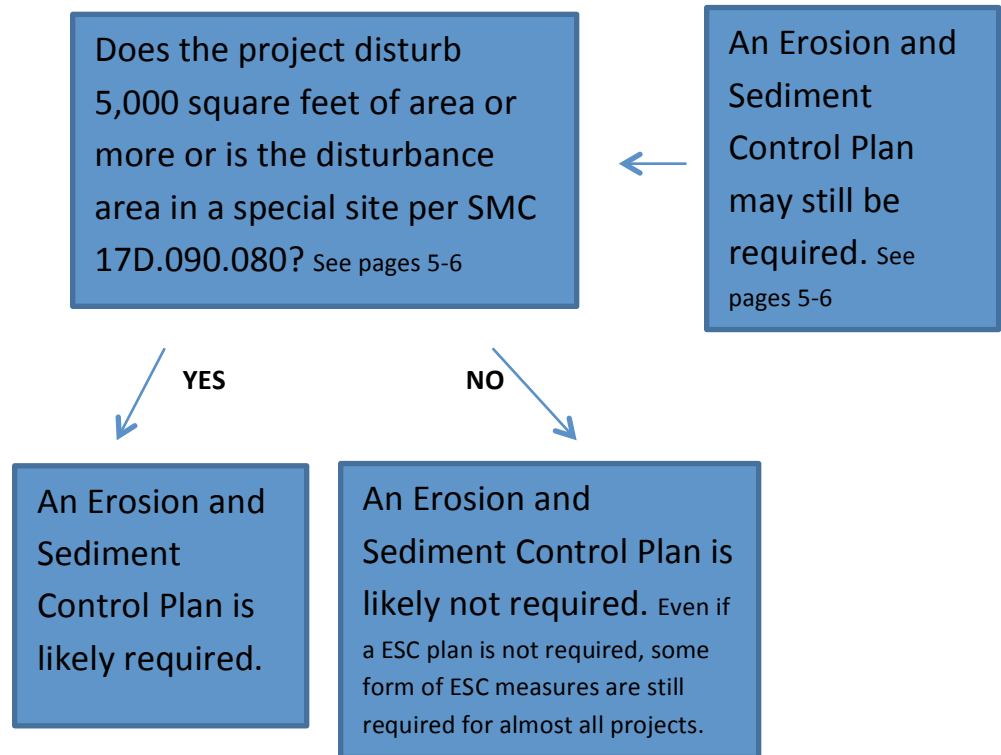 Does the project disturb
5,000 square feet of area or
more or is the disturbance
area in a special site per SMC
17D.090.080? See pages 5-6
An Erosion and
Sediment
Control Plan
may still be
required. See
pages 5-6
YES
NO
An Erosion and
Sediment
Control Plan is
likely required.
An Erosion and
Sediment Control Plan is
likely not required. Even if
a ESC plan is not required, some
form of ESC measures are still
required for almost all projects.